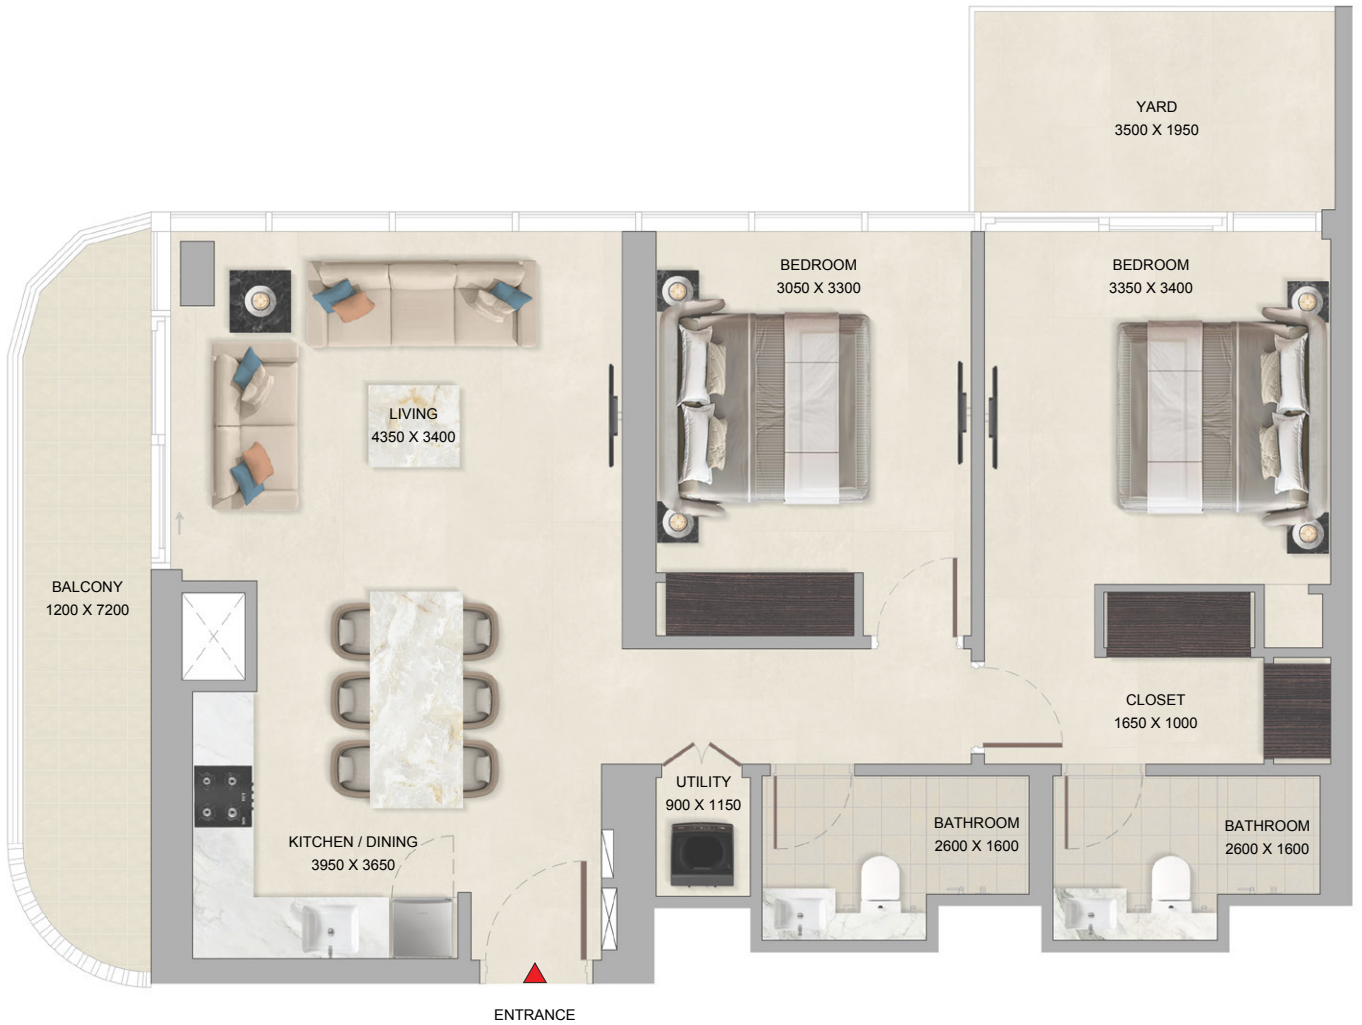 YARD
3500 X 1950
BEDROOM
3050 X 3300
BEDROOM
3350 X 3400
LIVING
4350 X 3400
BALCONY
1200 X 7200
CLOSET
1650 X 1000
UTILITY
900 X 1150
BATHROOM
2600 X 1600
BATHROOM
2600 X 1600
KITCHEN / DINING
3950 X 3650
ENTRANCE